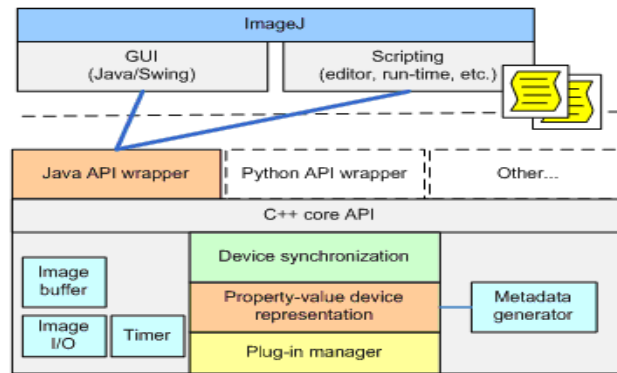 ImageJ
GUI
(Java/Swing)
Scripting
(editor, run-time, etc.)
Java API wrapper
Python API wrapper
Other...
C++ core API
Device synchronization
Image
buffer
Property-value device
representation
Metadata
generator
Image
I/O
Timer
Plug-in manager